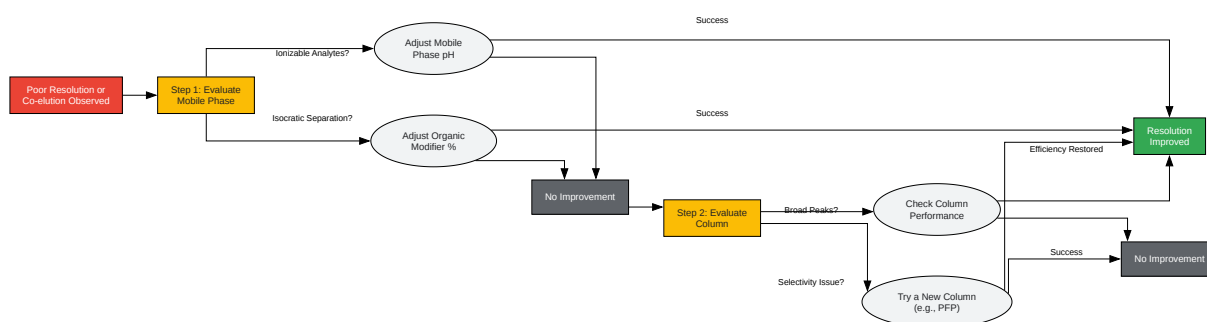 Success
Adjust Mobile
Phase pH
Ionizable Analytes?
Poor Resolution or
Co-elution Observed
Step 1: Evaluate
Mobile Phase
Isocratic Separation?
Success
Adjust Organic
Modifier %
Resolution
Improved
Efficiency Restored
No Improvement
Step 2: Evaluate
Column
Broad Peaks?
Check Column
Performance
Success
No Improvement
Selectivity Issue?
Try a New Column
(e.g., PFP)